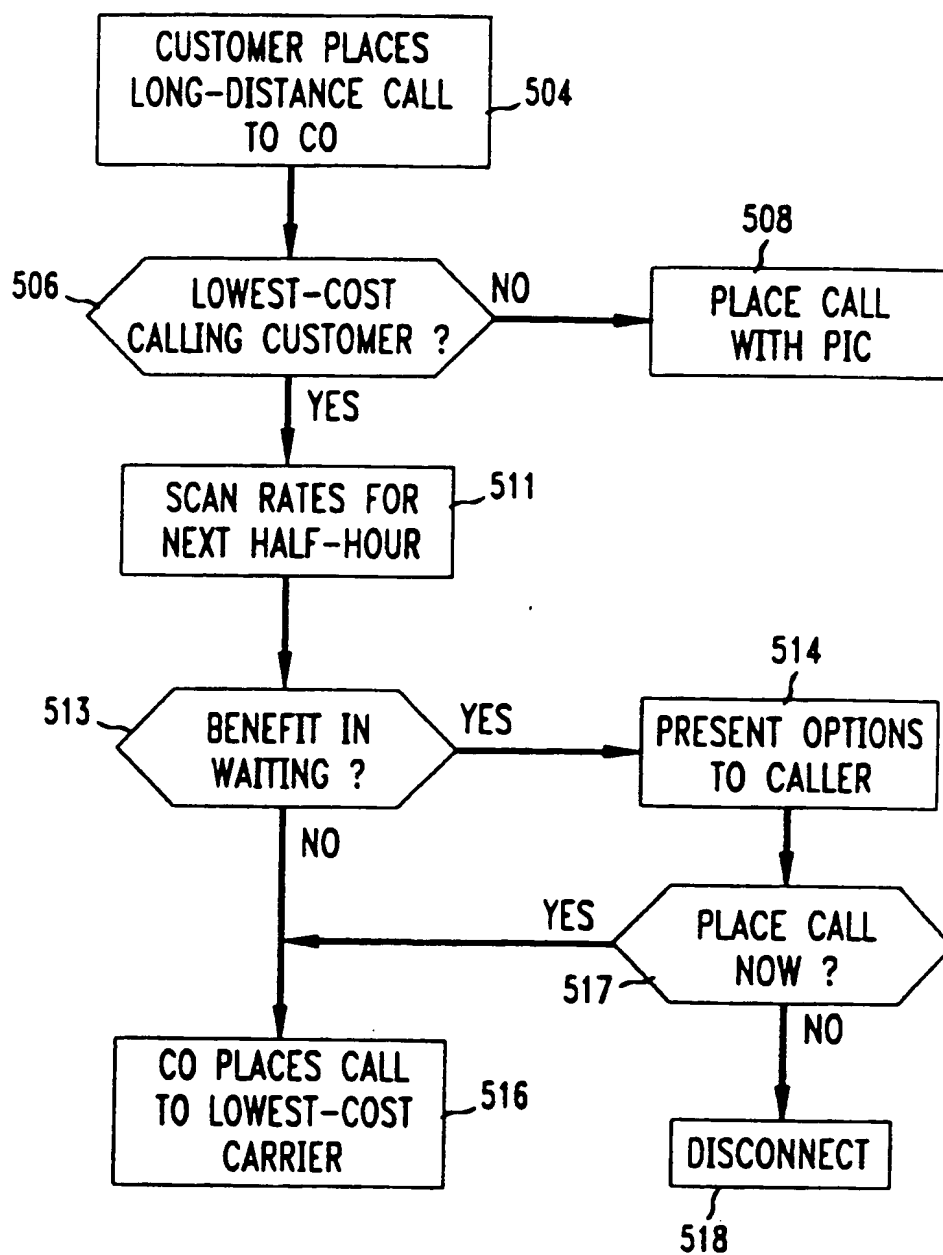 CUSTOMER PLACES
LONG-DISTANCE CALL
TO CO
504
506
LOWEST-COST
CALLING CUSTOMER ?
NO
508
PLACE CALL
WITH PIC
YES
SCAN RATES FOR
NEXT HALF-HOUR
511
513
BENEFIT IN
WAITING ?
YES
514
PRESENT OPTIONS
TO CALLER
NO
YES
PLACE CALL
NOW ?
517
NO
CO PLACES CALL
TO LOWEST-COST
CARRIER
516
DISCONNECT
518